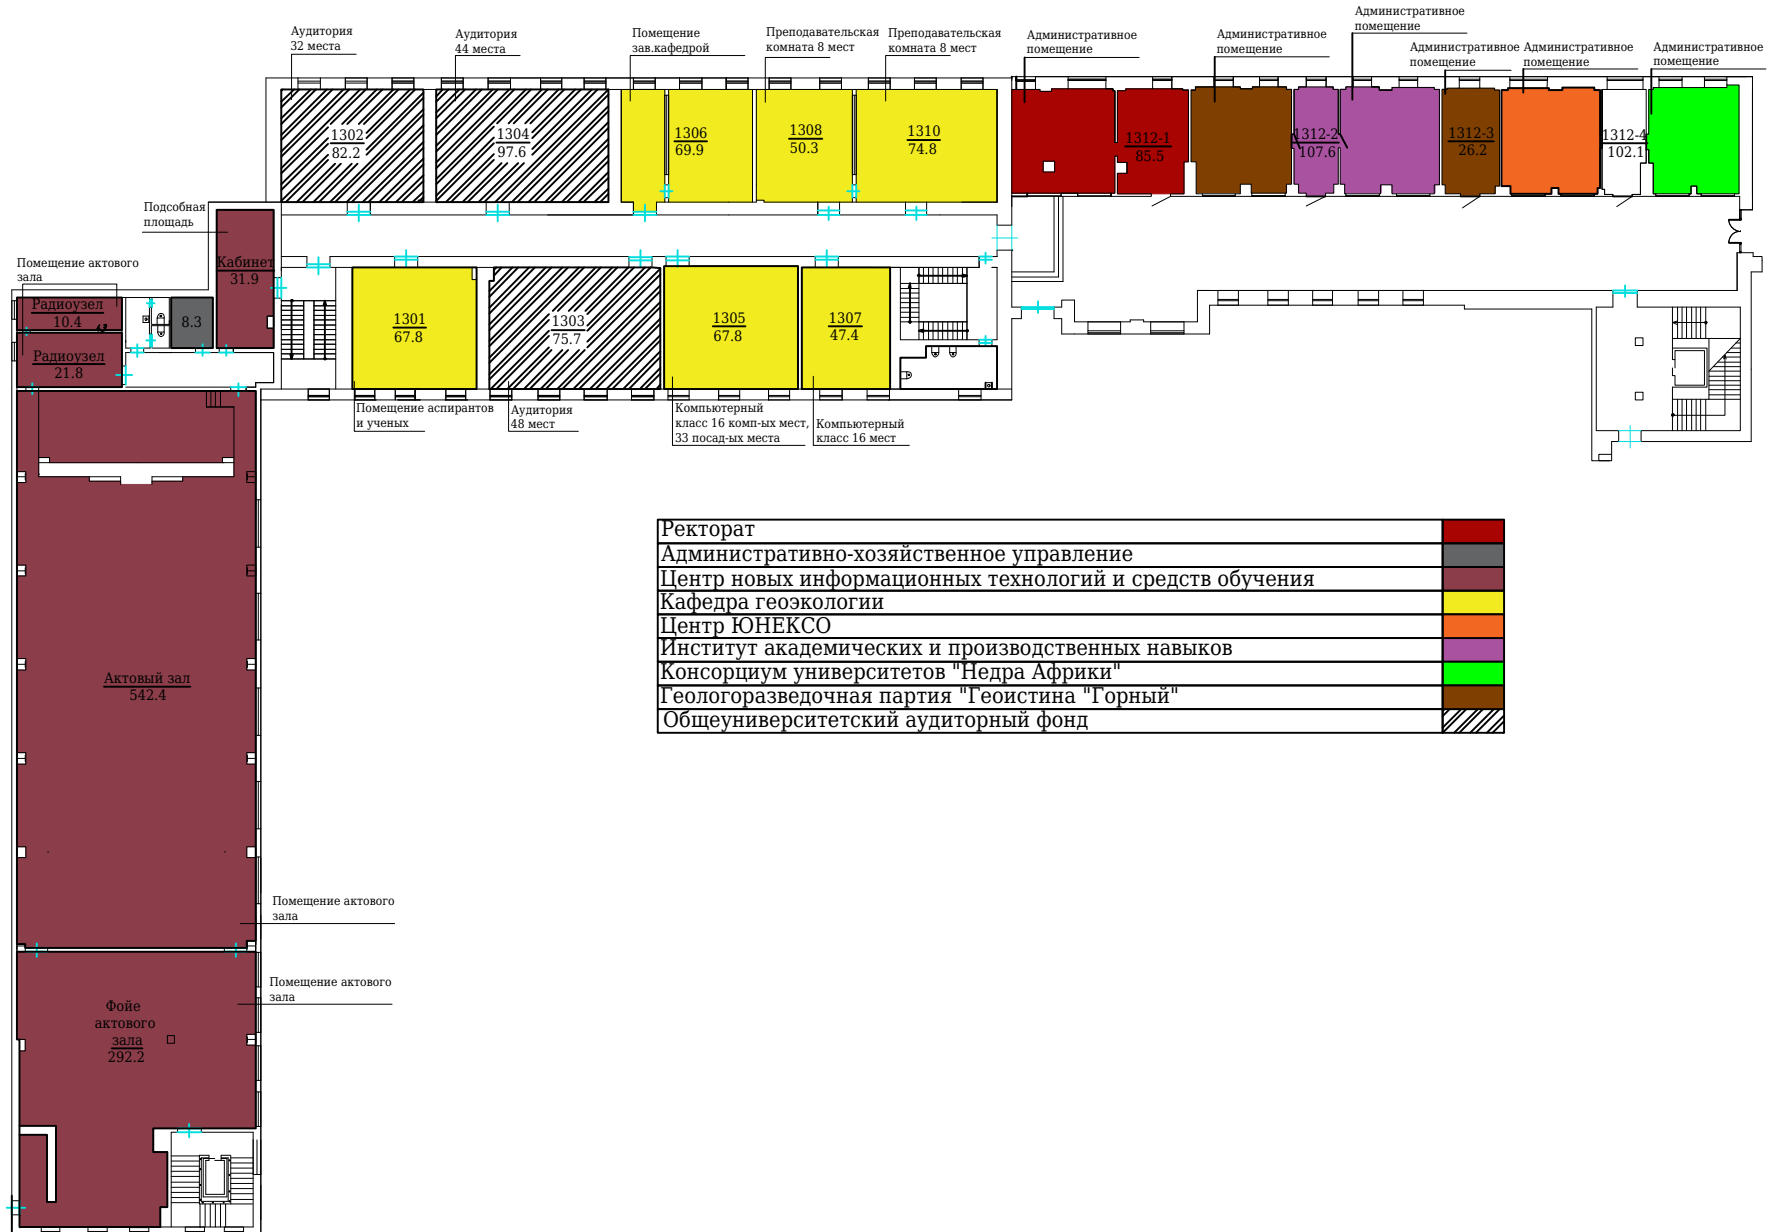 Аудитория
32 места
Аудитория
44 места
Помещение
зав.кафедрой
Преподавательская
комната 8 мест
Преподавательская
комната 8 мест
Административное
помещение
Административное
помещение
Административное
помещение
Административное
помещение
Административное
помещение
Административное
помещение
1302
82.2
1304
97.6
1306
69.9
1308
50.3
1310
74.8
1312-1
85.5
1312-2
107.6
1312-3
26.2
1312-4
102.1
Подсобная
площадь
Помещение актового
зала
Кабинет
31.9
Радиоузел
10.4
8.3
Радиоузел
21.8
1301
67.8
1303
75.7
1305
67.8
1307
47.4
Помещение аспирантов
и ученых
Аудитория
48 мест
Компьютерный
класс 16 комп-ых мест,
33 посад-ых места
Компьютерный
класс 16 мест
Ректорат
Административно-хозяйственное управление
Центр новых информационных технологий и средств обучения
Кафедра геоэкологии
Центр ЮНЕКСО
Институт академических и производственных навыков
Консорциум университетов "Недра Африки"
Геологоразведочная партия "Геоистина "Горный"
Общеуниверситетский аудиторный фонд
Актовый зал
542.4
Помещение актового
зала
Помещение актового
зала
Фойе
актового
зала
292.2